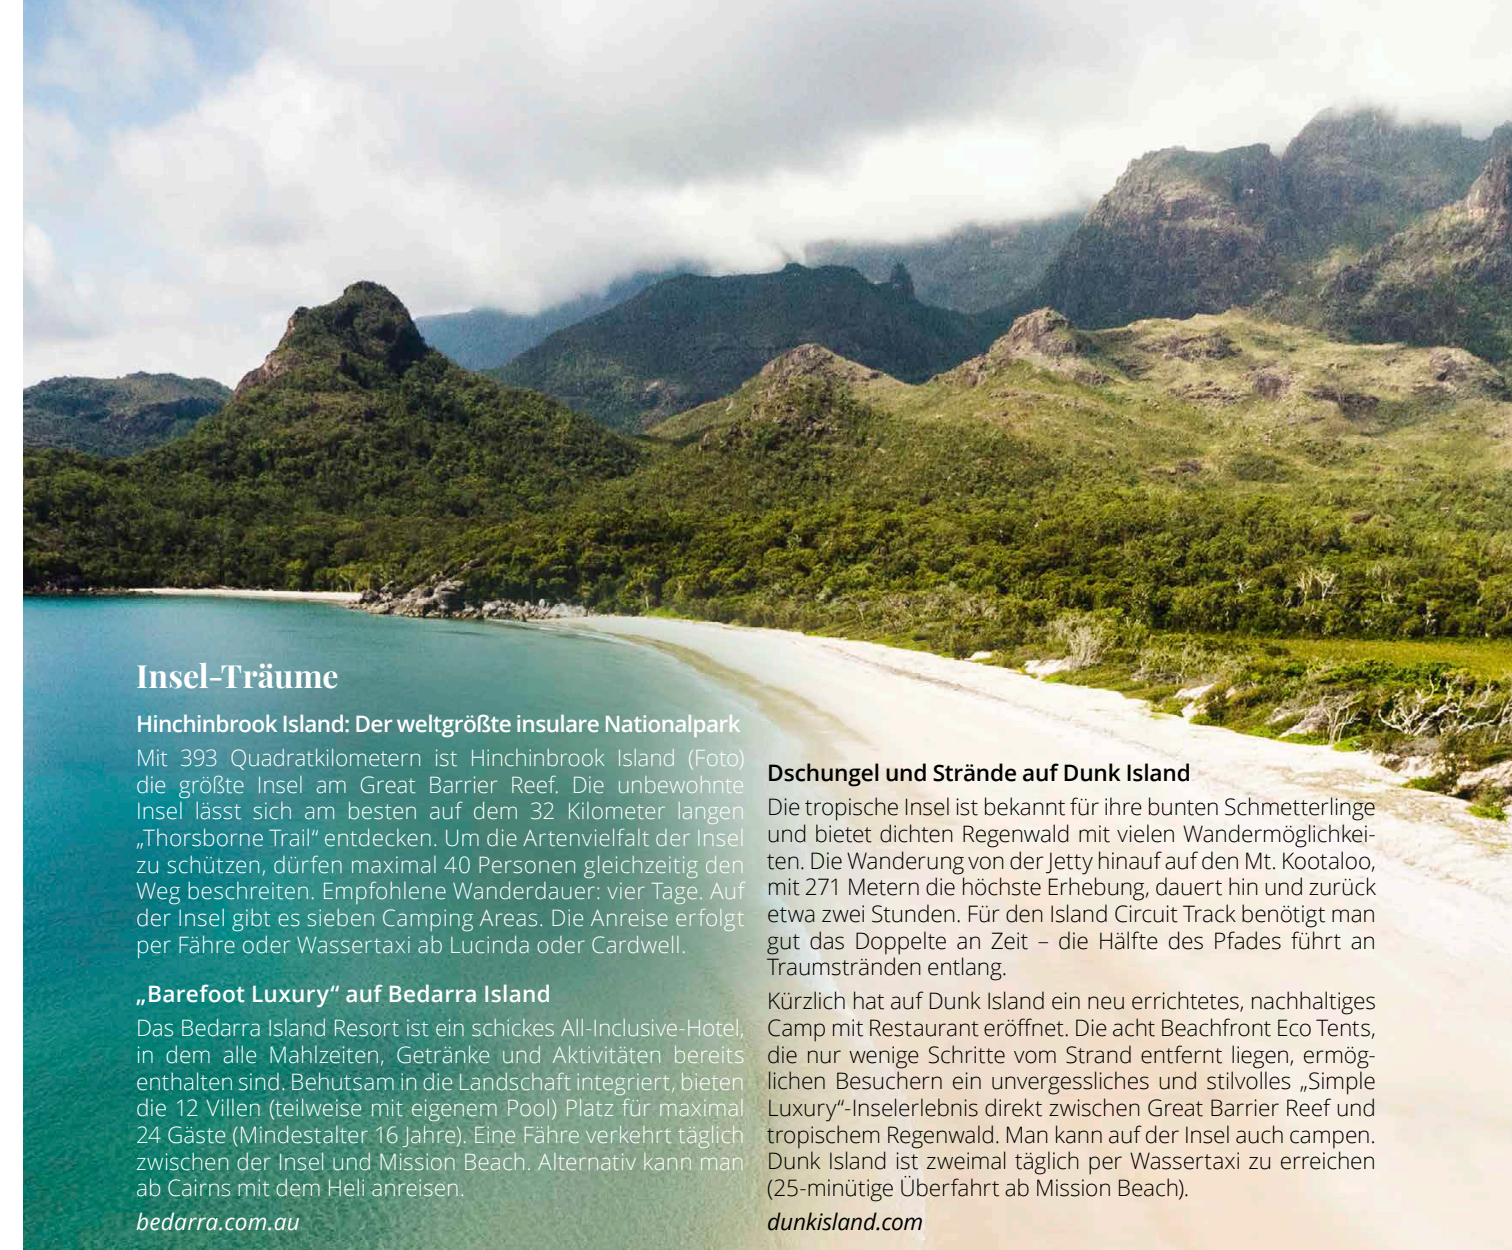 Insel-Träume
Hinchinbrook Island: Der weltgrößte insulare Nationalpark
Mit 393 Quadratkilometern ist Hinchinbrook Island (Foto)
die größte Insel am Great Barrier Reef. Die unbewohnte
Insel lässt sich am besten auf dem 32 Kilometer langen
„Thorsborne Trail“ entdecken. Um die Artenvielfalt der Insel
zu schützen, dürfen maximal 40 Personen gleichzeitig den
Weg beschreiten. Empfohlene Wanderdauer: vier Tage. Auf
der Insel gibt es sieben Camping Areas. Die Anreise erfolgt
per Fähre oder Wassertaxi ab Lucinda oder Cardwell.
„Barefoot Luxury“ auf Bedarra Island
Das Bedarra Island Resort ist ein schickes All-Inclusive-Hotel,
in dem alle Mahlzeiten, Getränke und Aktivitäten bereits
enthalten sind. Behutsam in die Landschaft integriert, bieten
die 12 Villen (teilweise mit eigenem Pool) Platz für maximal
24 Gäste (Mindestalter 16 Jahre). Eine Fähre verkehrt täglich
zwischen der Insel und Mission Beach. Alternativ kann man
ab Cairns mit dem Heli anreisen.
bedarra.com.au
Dschungel und Strände auf Dunk Island
Die tropische Insel ist bekannt für ihre bunten Schmetterlinge
und bietet dichten Regenwald mit vielen Wandermöglichkei-
ten. Die Wanderung von der Jetty hinauf auf den Mt. Kootaloo,
mit 271 Metern die höchste Erhebung, dauert hin und zurück
etwa zwei Stunden. Für den Island Circuit Track benötigt man
gut das Doppelte an Zeit – die Hälfte des Pfades führt an
Traumstränden entlang.
Kürzlich hat auf Dunk Island ein neu errichtetes, nachhaltiges
Camp mit Restaurant eröffnet. Die acht Beachfront Eco Tents,
die nur wenige Schritte vom Strand entfernt liegen, ermög-
lichen Besuchern ein unvergessliches und stilvolles „Simple
Luxury“-Inselerlebnis direkt zwischen Great Barrier Reef und
tropischem Regenwald. Man kann auf der Insel auch campen.
Dunk Island ist zweimal täglich per Wassertaxi zu erreichen
(25-minütige Überfahrt ab Mission Beach).
dunkisland.com